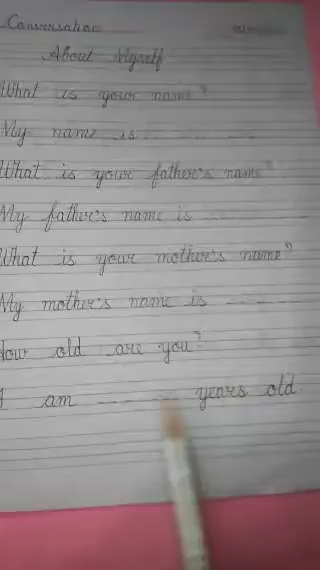 Conversation
About Myself
What is your name?
My name is ..............
What is your father's name?
My father's name is ----------
What is your mother's name?
My mother's name is ------
How old are you?
I am -------- years old